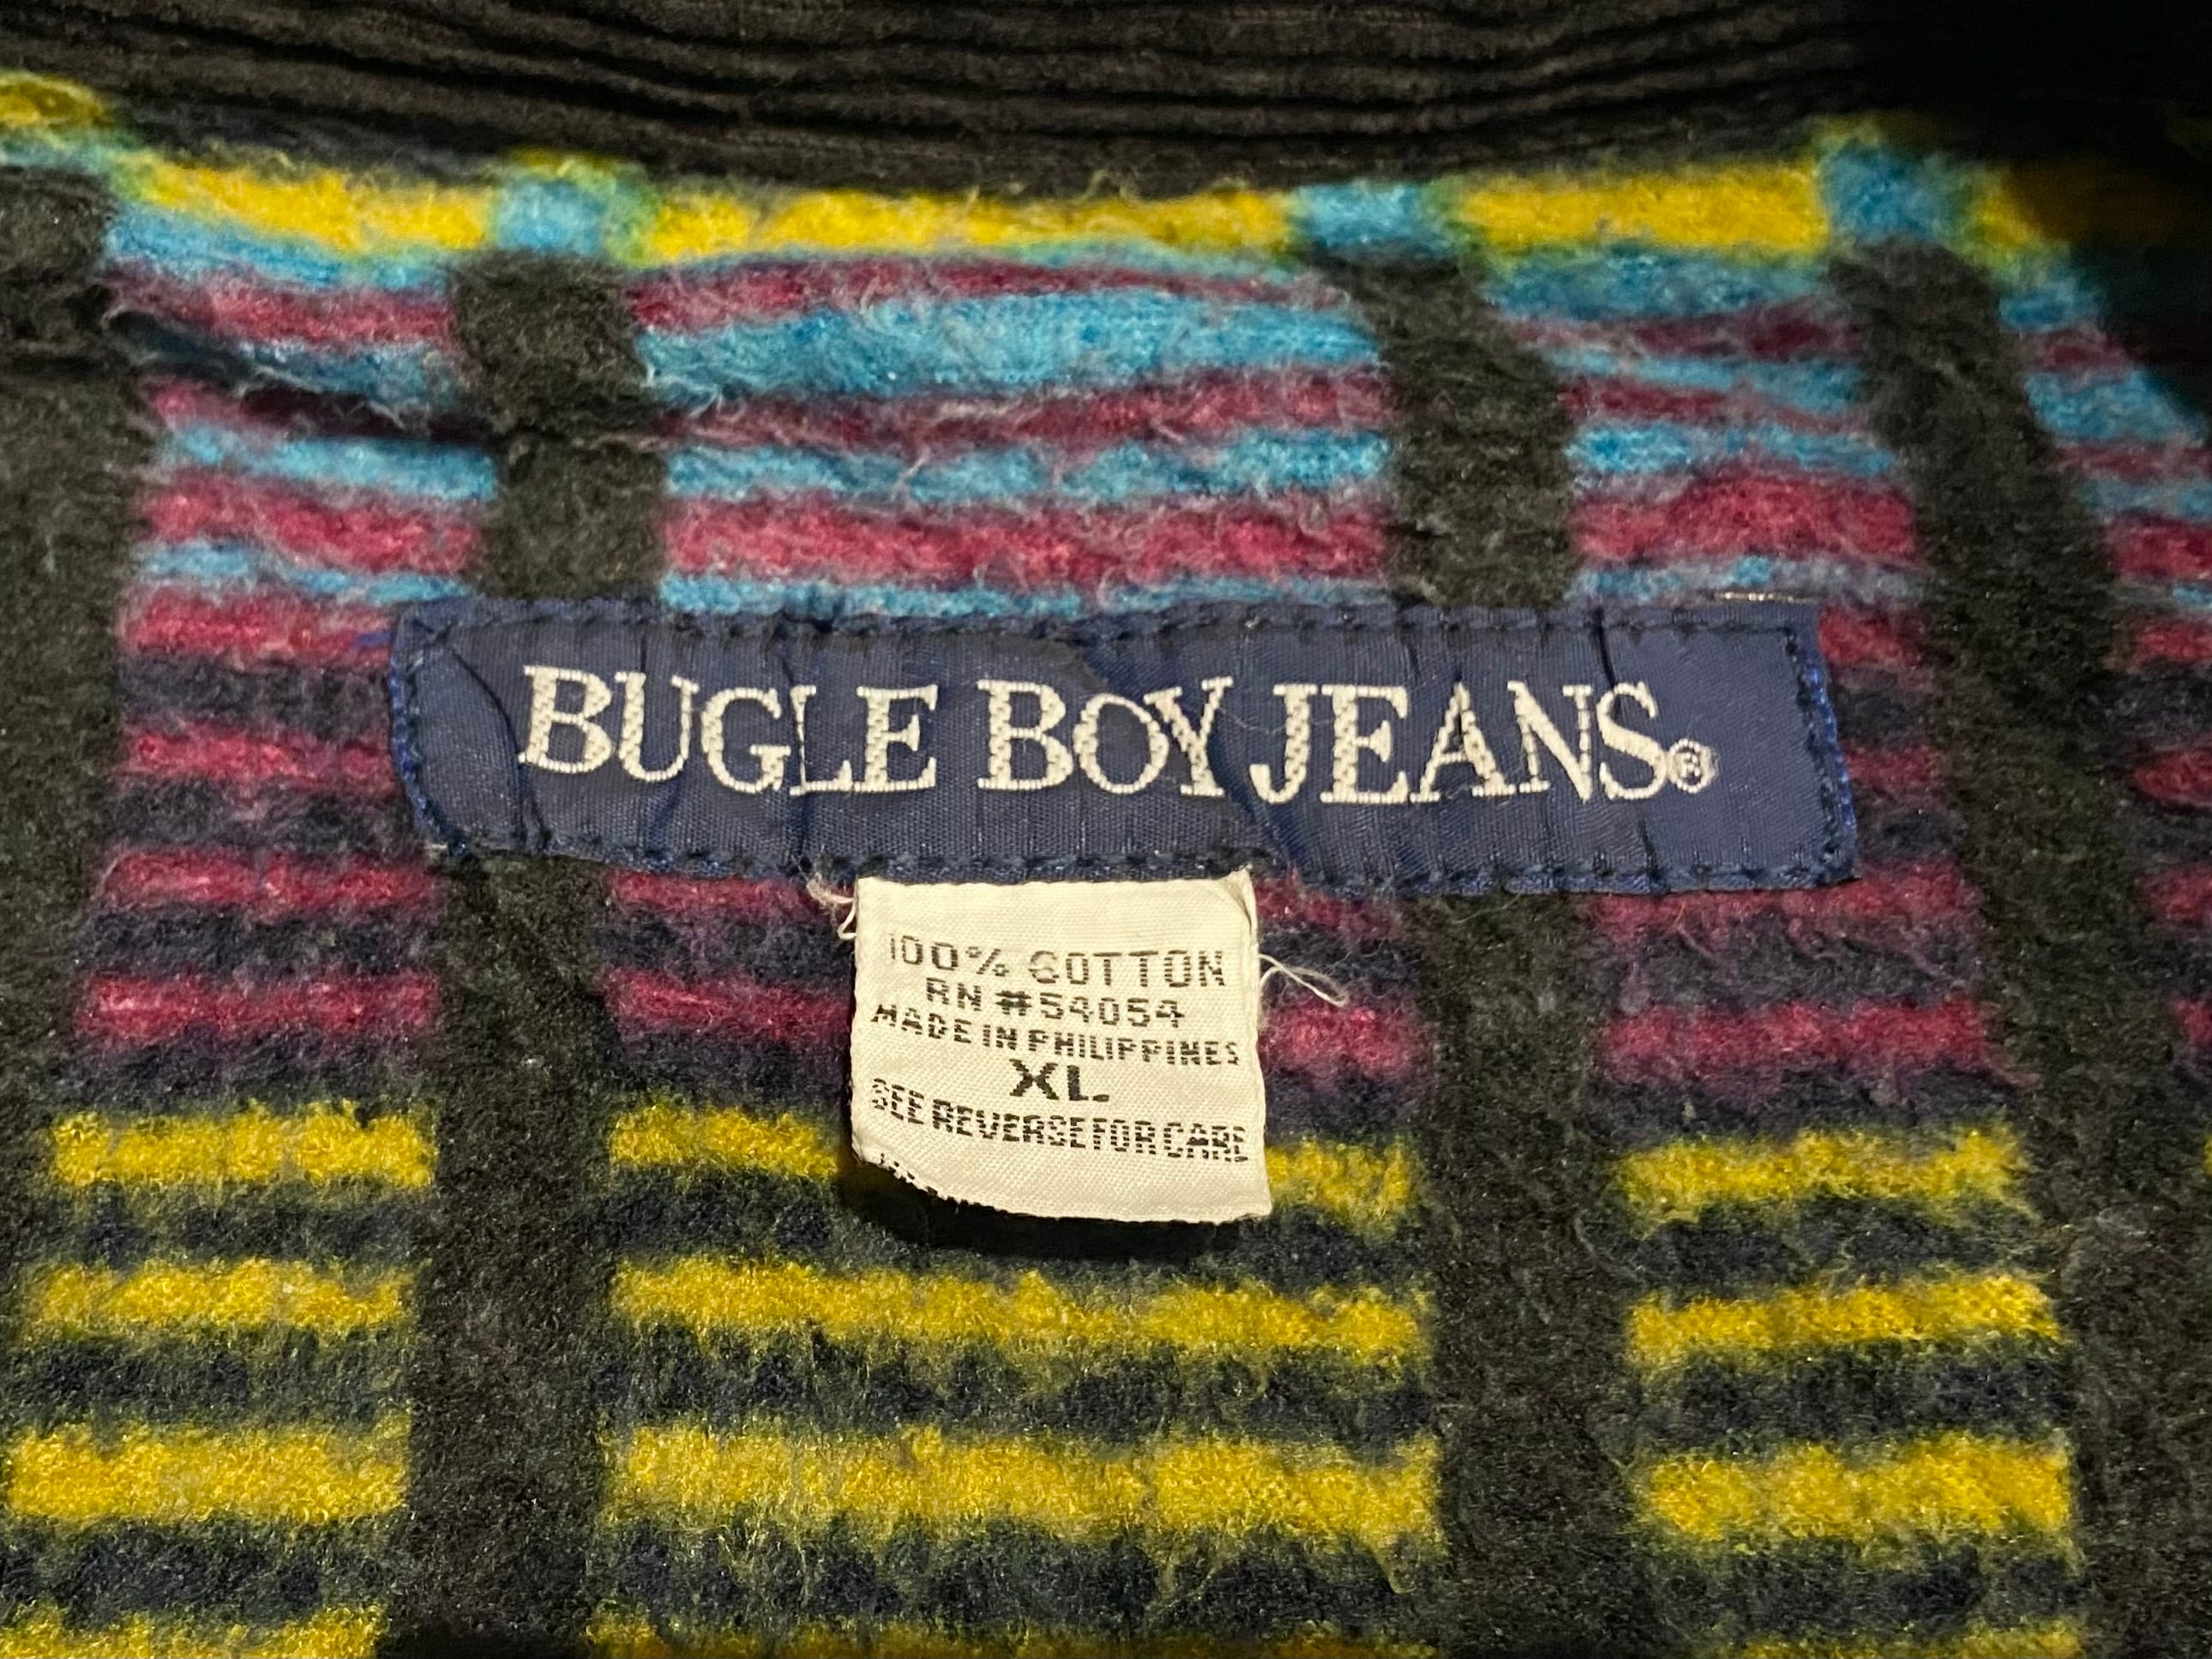 BUGLE BOY JEANS®
100% COTTON
RN #54054
MADE IN PHILIPPINES
XL
SEE REVERSE FOR CARE